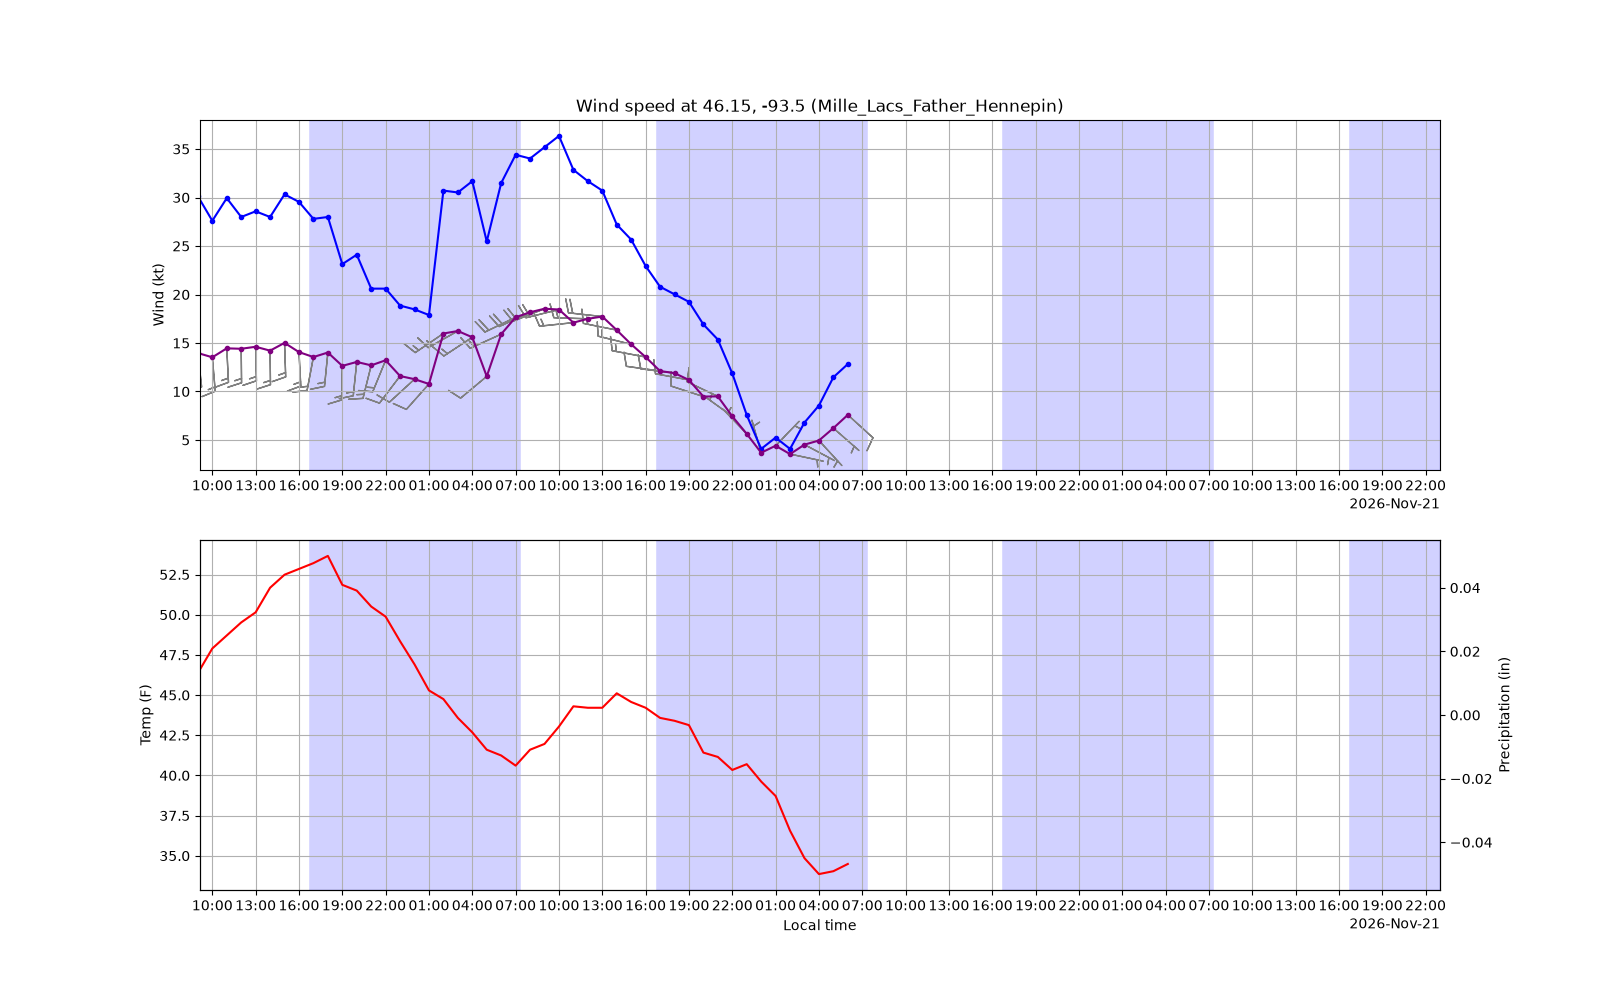 Wind speed at 46.15, -93.5 (Mille_Lacs_Father_Hennepin)
Wind (kt)
35
30
25
20
15
10
5
10:00 13:00 16:00 19:00 22:00 01:00 04:00 07:00 10:00 13:00 16:00 19:00 22:00 01:00 04:00 07:00 10:00 13:00 16:00 19:00 22:00 01:00 04:00 07:00 10:00 13:00 16:00 19:00 22:00
2026-Nov-21
Temp (F)
52.5
50.0
47.5
45.0
42.5
40.0
37.5
35.0
0.04
0.02
0.00
−0.02
−0.04
Precipitation (in)
10:00 13:00 16:00 19:00 22:00 01:00 04:00 07:00 10:00 13:00 16:00 19:00 22:00 01:00 04:00 07:00 10:00 13:00 16:00 19:00 22:00 01:00 04:00 07:00 10:00 13:00 16:00 19:00 22:00
2026-Nov-21
Local time